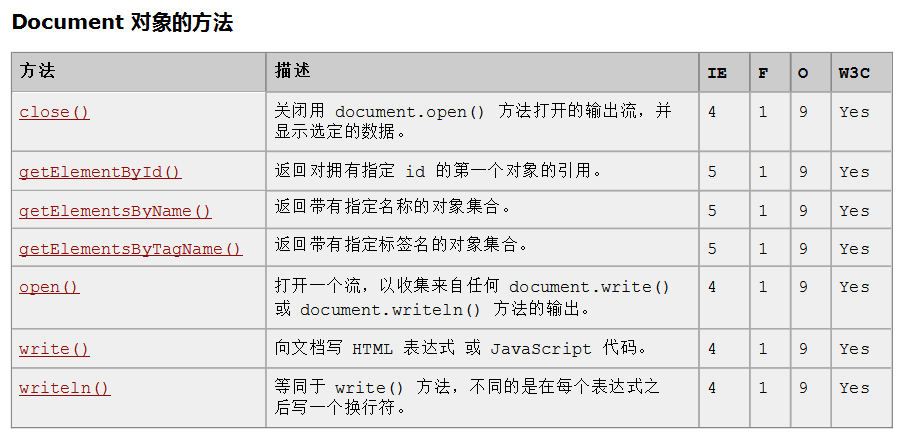 Document 对象的方法
方法 描述 IE F O W3C
close() 关闭用 document.open() 方法打开的输出流，并 4 1 9 Yes
显示选定的数据。
getElementById() 返回对拥有指定 id 的第一个对象的引用。 5 1 9 Yes
getElementsByName() 返回带有指定名称的对象集合。 5 1 9 Yes
getElementsByTagName() 返回带有指定标签名的对象集合。 5 1 9 Yes
open() 打开一个流，以收集来自任何 document.write() 4 1 9 Yes
或 document.writeln() 方法的输出。
write() 向文档写 HTML 表达式 或 JavaScript 代码。 4 1 9 Yes
writeln() 等同于 write() 方法，不同的是在每个表达式之 4 1 9 Yes
后写一个换行符。